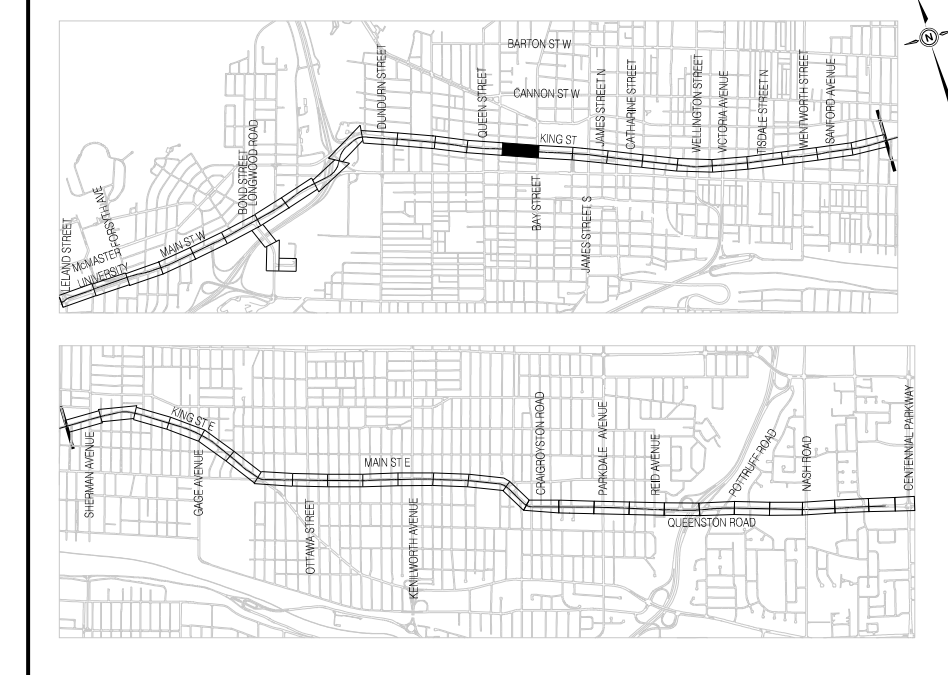 N
BARTON ST W
CANNON ST W
DUNDURN STREET
QUEEN STREET
JAMES STREET N
CATHARINE STREET
WELLINGTON STREET
VICTORIA AVENUE
TISDALE STREET N
WENTWORTH STREET
SANFORD AVENUE
KING ST
BOND STREET
LONGWOOD ROAD
BAY STREET
JAMES STREET S
LELAND STREET
McMASTER
UNIVERSITY
FORSYTH AVE
MAIN ST W
KING ST E
SHERMAN AVENUE
GAGE AVENUE
MAIN ST E
OTTAWA STREET
KENILWORTH AVENUE
CRAIGROYSTON ROAD
PARKDALE AVENUE
REID AVENUE
POTTRUFF ROAD
NASH ROAD
CENTENNIAL PARKWAY
QUEENSTON ROAD